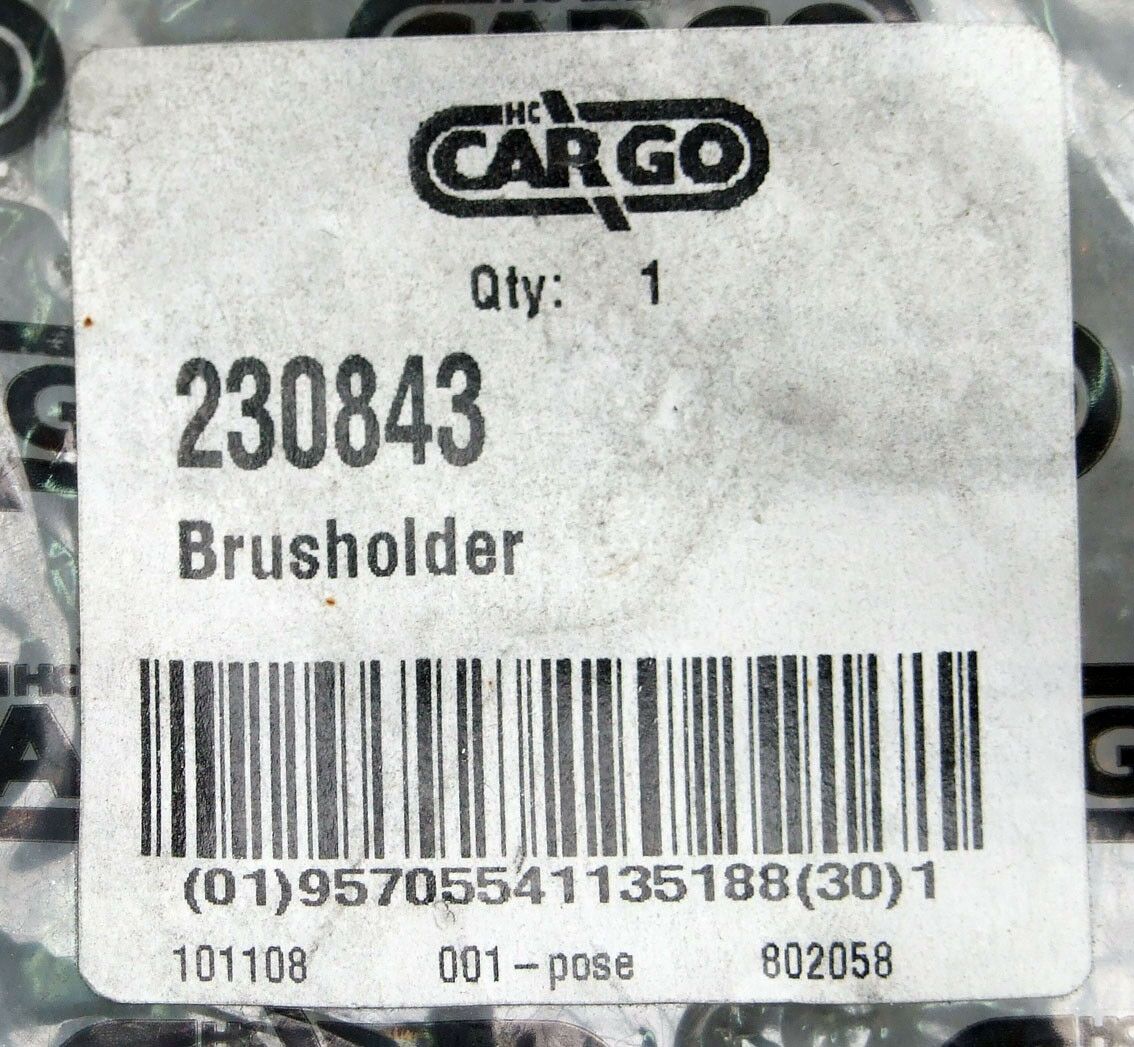 HC
CARGO
Qty: 1
230843
Brusholder
(01)95705541135188(30)1
101108 001-pose 802058